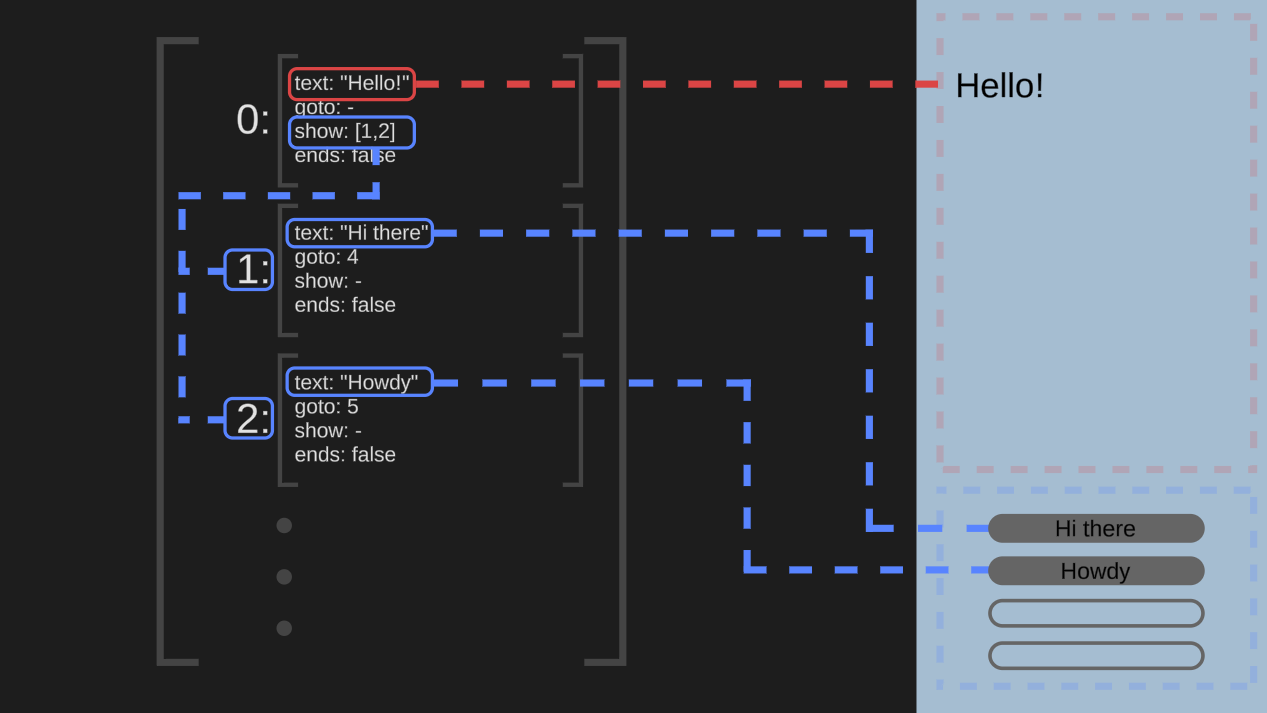 0:
text: "Hello!"
goto: -
show: [1,2]
ends: false
1:
text: "Hi there"
goto: 4
show: -
ends: false
2:
text: "Howdy"
goto: 5
show: -
ends: false
Hello!
Hi there
Howdy